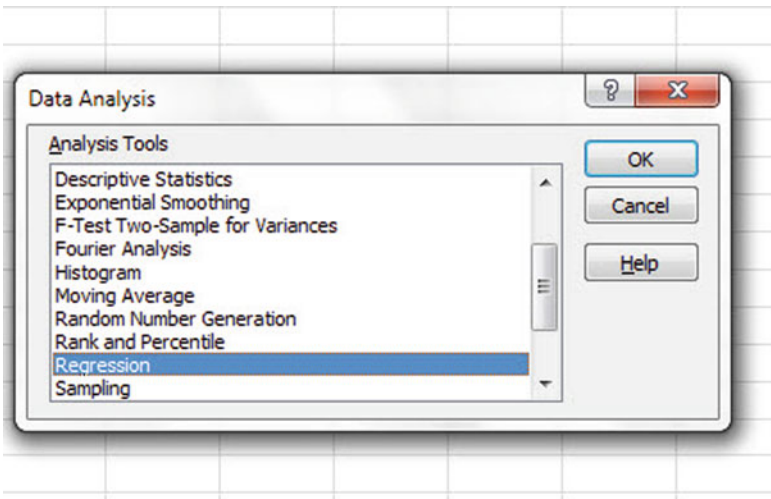 Data Analysis
Analysis Tools
Descriptive Statistics
Exponential Smoothing
F-Test Two-Sample for Variances
Fourier Analysis
Histogram
Moving Average
Random Number Generation
Rank and Percentile
Regression
Sampling
OK
Cancel
Help